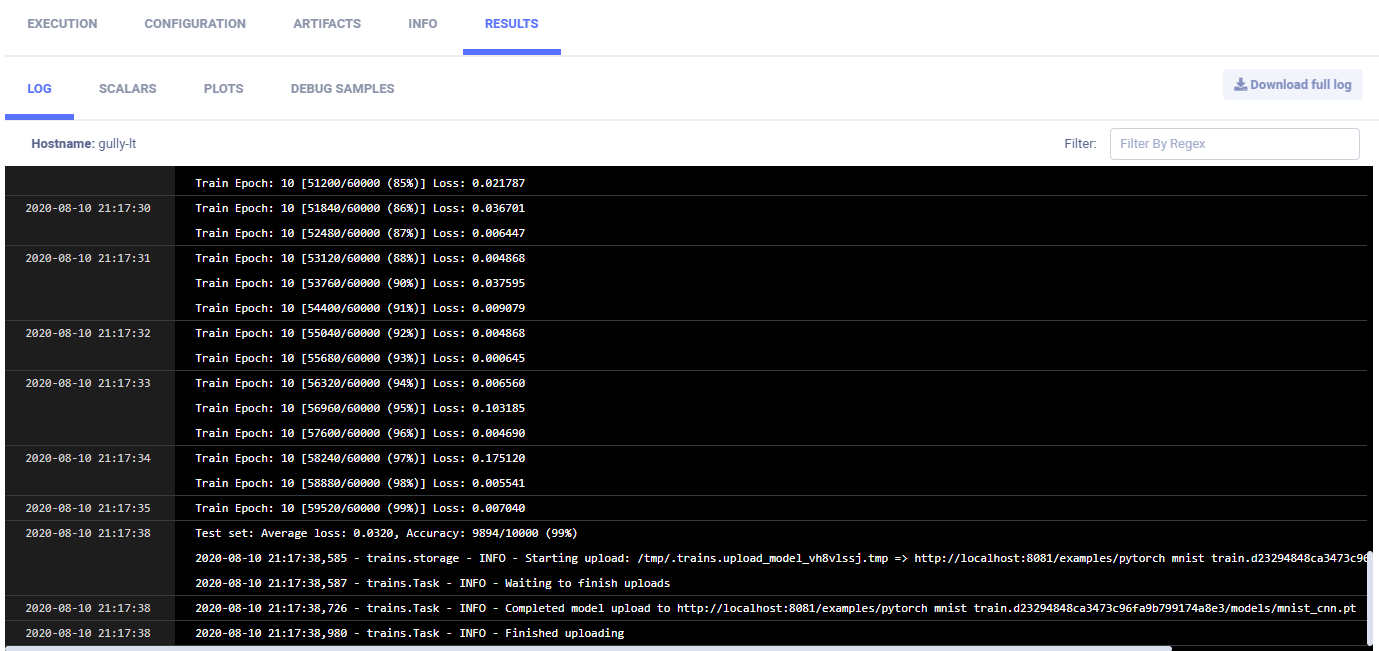 EXECUTION CONFIGURATION ARTIFACTS INFO RESULTS
LOG SCALARS PLOTS DEBUG SAMPLES Download full log
Hostname: gully-lt Filter: Filter By Regex
Train Epoch: 10 [51200/60000 (85%)] Loss: 0.021787
2020-08-10 21:17:30 Train Epoch: 10 [51840/60000 (86%)] Loss: 0.036701
Train Epoch: 10 [52480/60000 (87%)] Loss: 0.006447
2020-08-10 21:17:31 Train Epoch: 10 [53120/60000 (88%)] Loss: 0.004868
Train Epoch: 10 [53760/60000 (90%)] Loss: 0.037595
Train Epoch: 10 [54400/60000 (91%)] Loss: 0.009079
2020-08-10 21:17:32 Train Epoch: 10 [55040/60000 (92%)] Loss: 0.004868
Train Epoch: 10 [55680/60000 (93%)] Loss: 0.000645
2020-08-10 21:17:33 Train Epoch: 10 [56320/60000 (94%)] Loss: 0.006560
Train Epoch: 10 [56960/60000 (95%)] Loss: 0.103185
Train Epoch: 10 [57600/60000 (96%)] Loss: 0.004690
2020-08-10 21:17:34 Train Epoch: 10 [58240/60000 (97%)] Loss: 0.175120
Train Epoch: 10 [58880/60000 (98%)] Loss: 0.005541
2020-08-10 21:17:35 Train Epoch: 10 [59520/60000 (99%)] Loss: 0.007040
2020-08-10 21:17:38 Test set: Average loss: 0.0320, Accuracy: 9894/10000 (99%)
2020-08-10 21:17:38,585 - trains.storage - INFO - Starting upload: /tmp/.trains.upload_model_vh8vlssj.tmp => http://localhost:8081/examples/pytorch mnist train.d23294848ca3473c96
2020-08-10 21:17:38,587 - trains.Task - INFO - Waiting to finish uploads
2020-08-10 21:17:38 2020-08-10 21:17:38,726 - trains.Task - INFO - Completed model upload to http://localhost:8081/examples/pytorch mnist train.d23294848ca3473c96fa9b799174a8e3/models/mnist_cnn.pt
2020-08-10 21:17:38 2020-08-10 21:17:38,980 - trains.Task - INFO - Finished uploading